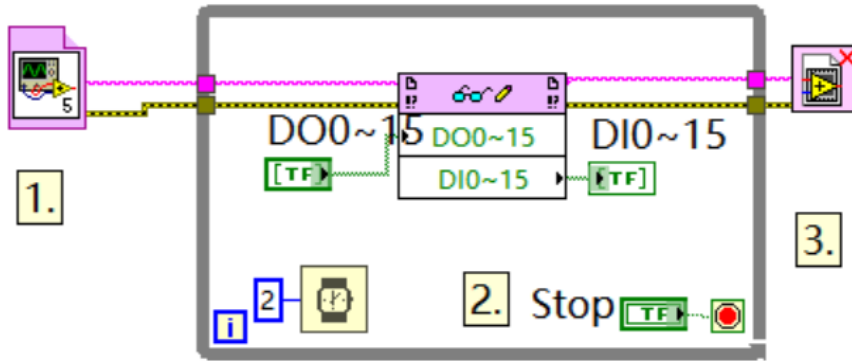 5
DO0~15
DI0~15
DO0~15
[TF]
DI0~15
[TF]
1.
3.
2
2.
Stop
TF
i